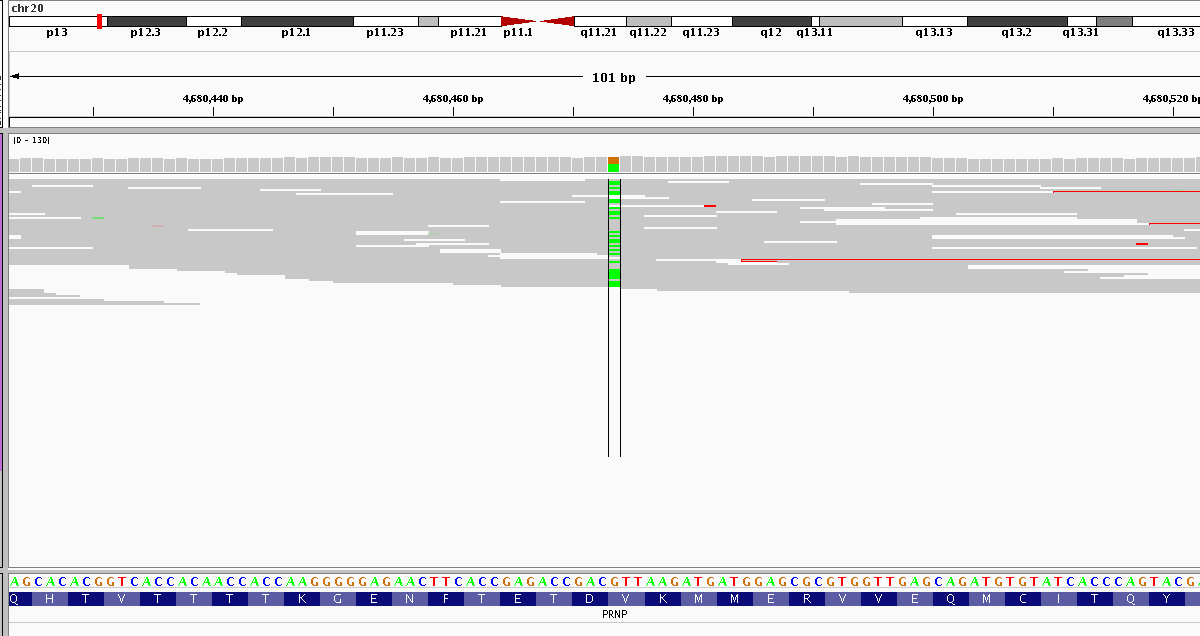 chr20
p13 p12.3 p12.2 p12.1 p11.23 p11.21 p11.1 q11.21 q11.22 q11.23 q12 q13.11 q13.13 q13.2 q13.31 q13.33
101 bp
4,680,440 bp 4,680,460 bp 4,680,480 bp 4,680,500 bp 4,680,520 bp
[0 - 130]
AGCACACGGTCACCACAACCACCAAGGGGGAGAACTTCACCGAGACCGACGTTAAGATGATGGAGCGCGTGGTTGAGCAGATGTGTATCACCCAGTACG
Q H T V T T T T K G E N F T E T D V K M M E R V V E Q M C I T Q Y
PRNP